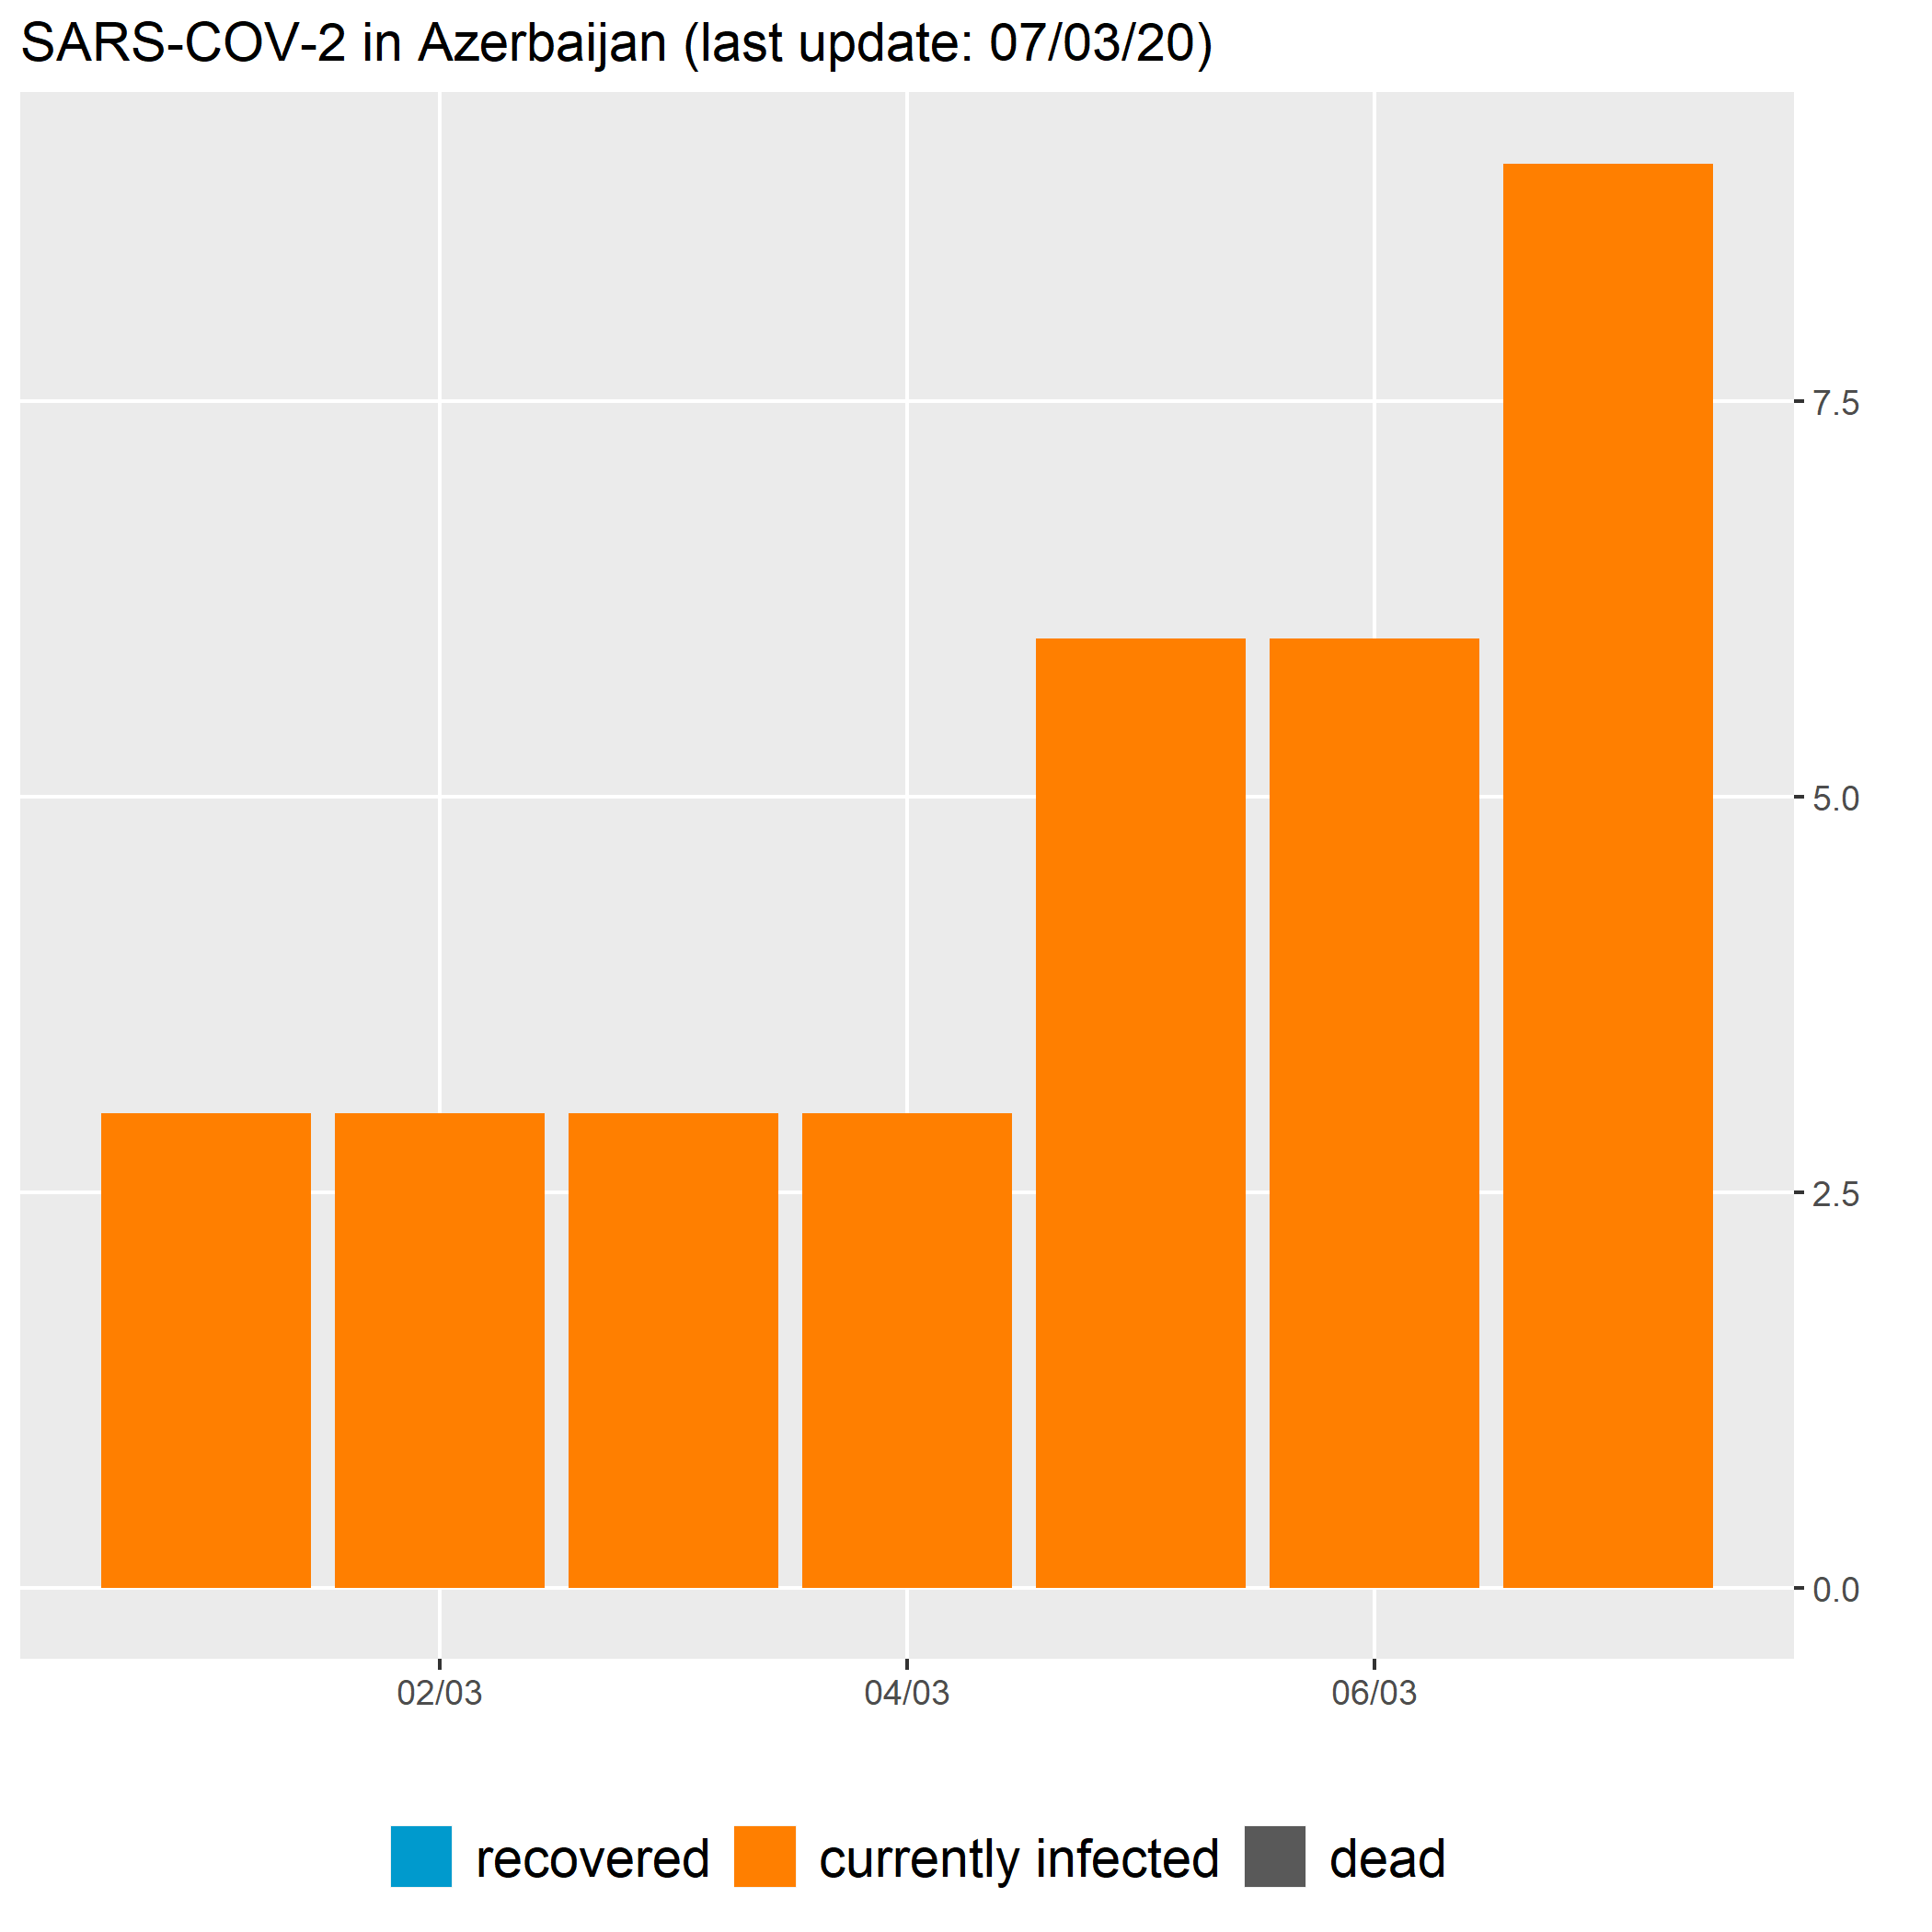 SARS-COV-2 in Azerbaijan (last update: 07/03/20)
7.5
5.0
2.5
0.0
02/03 04/03 06/03
recovered currently infected dead